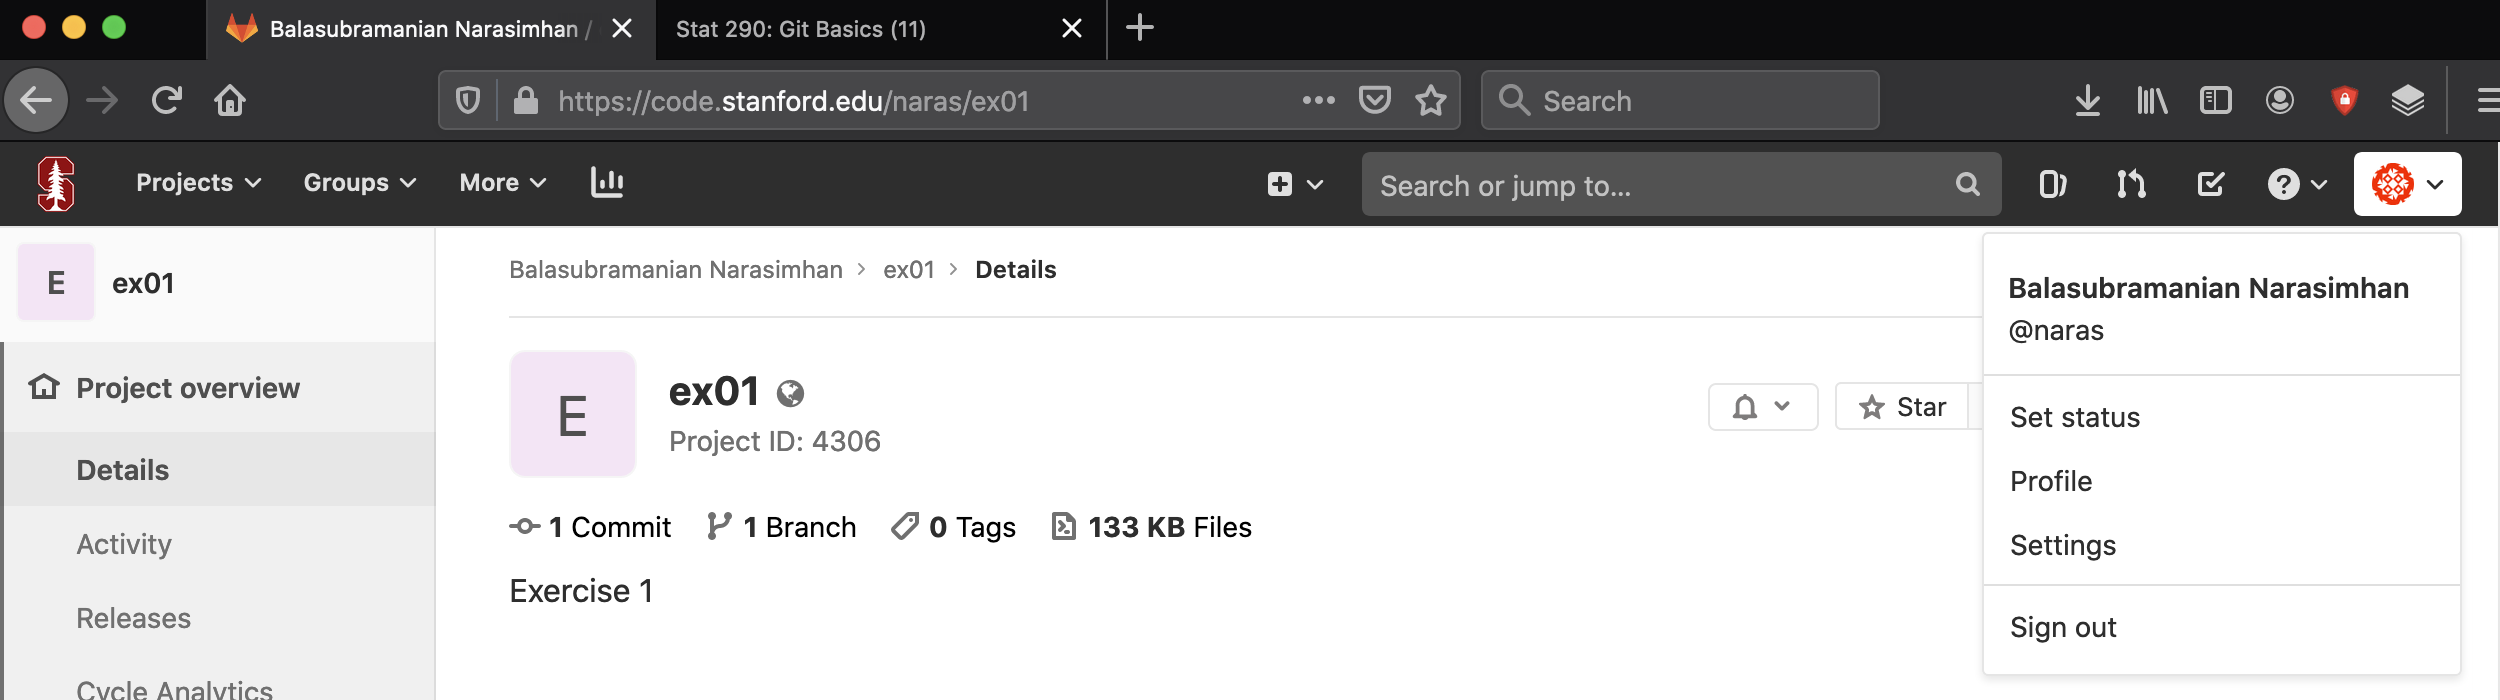 Balasubramanian Narasimhan /
Stat 290: Git Basics (11)
https://code.stanford.edu/naras/ex01
Search
Projects
Groups
More
Search or jump to...
E
ex01
Balasubramanian Narasimhan > ex01 > Details
Balasubramanian Narasimhan
@naras
Project overview
E
ex01
Project ID: 4306
Star
Set status
Details
Profile
1 Commit
1 Branch
0 Tags
133 KB Files
Activity
Settings
Exercise 1
Releases
Sign out
Cycle Analytics